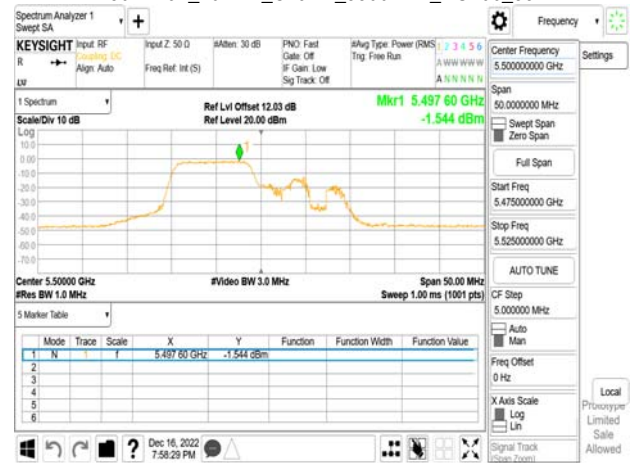 Spectrum Analyzer 1
Swept SA
+
Frequency
KEYSIGHT
R
Input: RF
Coupling: DC
Align: Auto
Input Z: 50 Ω
Freq Ref: Int (S)
#Atten: 30 dB
PNO: Fast
Gate: Off
IF Gain: Low
Sig Track: Off
#Avg Type: Power (RMS
Trig: Free Run
1 2 3 4 5 6
A W W W W W
A N N N N N
1 Spectrum
Scale/Div 10 dB
Ref Lvl Offset 12.03 dB
Ref Level 20.00 dBm
Mkr1 5.497 60 GHz
-1.544 dBm
Log
10.0
0.00
-10.0
-20.0
-30.0
-40.0
-50.0
-60.0
-70.0
1
Center 5.50000 GHz
#Res BW 1.0 MHz
#Video BW 3.0 MHz
Span 50.00 MHz
Sweep 1.00 ms (1001 pts)
5 Marker Table
Mode Trace Scale X Y Function Function Width Function Value
1 N 1 f 5.497 60 GHz -1.544 dBm
2
3
4
5
6
Dec 16, 2022
7:58:29 PM
Center Frequency
5.500000000 GHz
Settings
Span
50.0000000 MHz
Swept Span
Zero Span
Full Span
Start Freq
5.475000000 GHz
Stop Freq
5.525000000 GHz
AUTO TUNE
CF Step
5.000000 MHz
Auto
Man
Freq Offset
0 Hz
X Axis Scale
Log
Lin
Signal Track
(Span Zoom)
Local
Prototype
Limited
Sale
Allowed